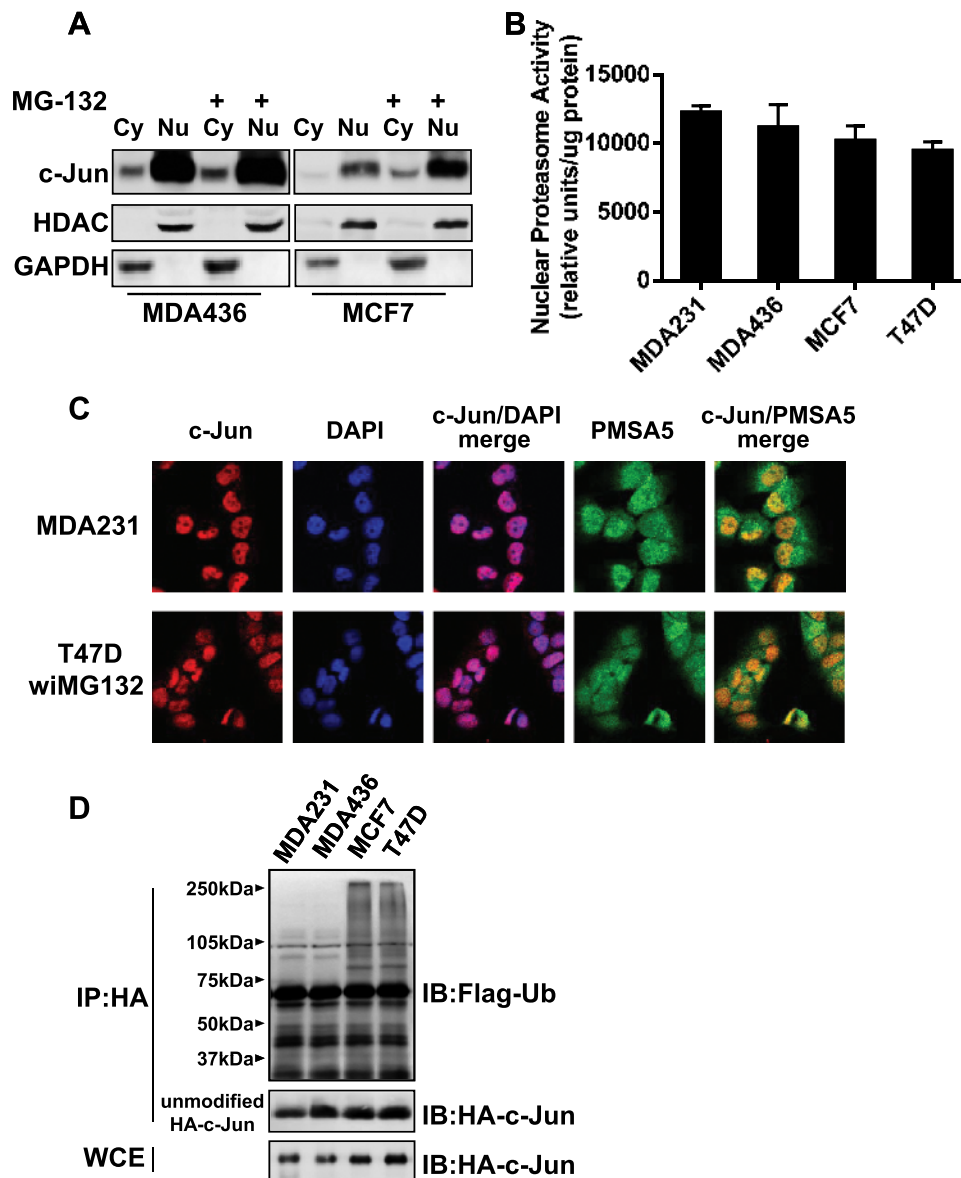 A
MG-132 + +
Cy Nu Cy Nu Cy Nu Cy Nu
+ +
c-Jun
HDAC
GAPDH
MDA436 MCF7
B
Nuclear Proteasome Activity
(relative units/ug protein)
15000
10000
5000
0
MDA231
MDA436
MCF7
T47D
C
c-Jun DAPI c-Jun/DAPI merge PMSA5 c-Jun/PMSA5 merge
MDA231
T47D
wiMG132
D
MDA231
MDA436
MCF7
T47D
250kDa
105kDa
75kDa
50kDa
37kDa
IP:HA
IB:Flag-Ub
unmodified
HA-c-Jun
IB:HA-c-Jun
WCE
IB:HA-c-Jun